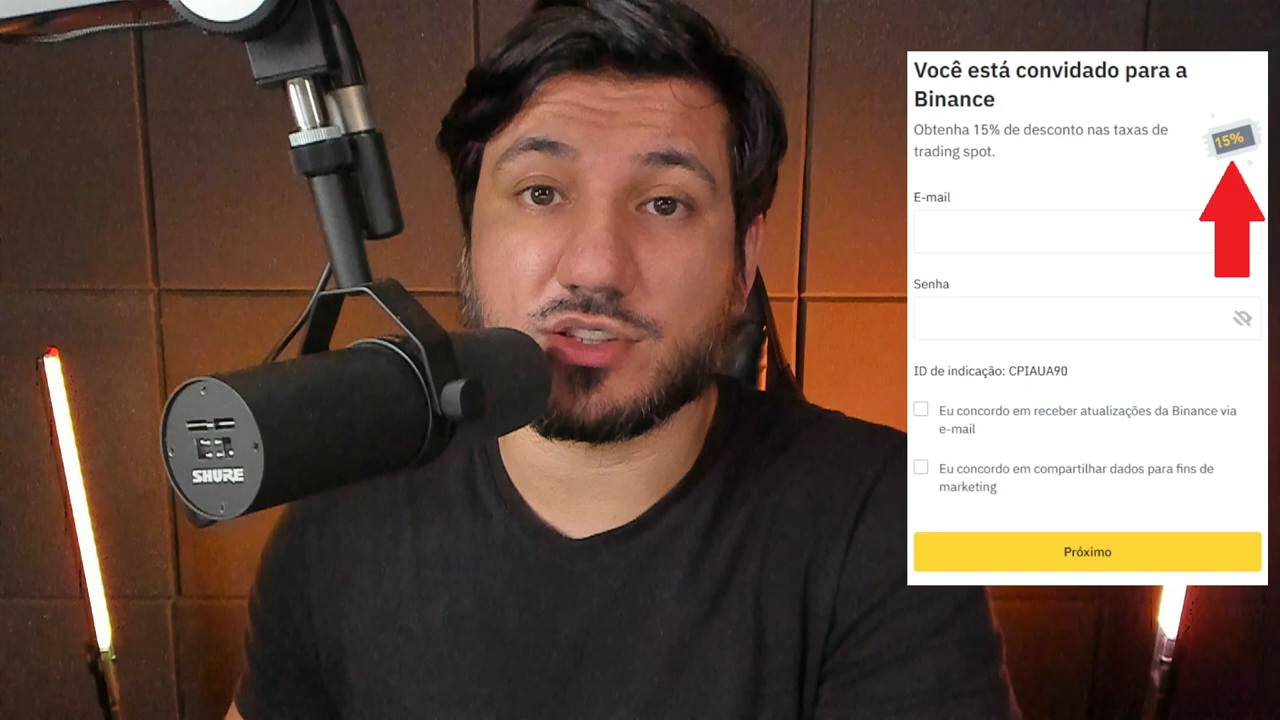 Você está convidado para a
Binance
Obtenha 15% de desconto nas taxas de
trading spot.
15%
E-mail
Senha
ID de indicação: CPIAUA90
Eu concordo em receber atualizações da Binance via
e-mail
Eu concordo em compartilhar dados para fins de
marketing
Próximo
SHURE